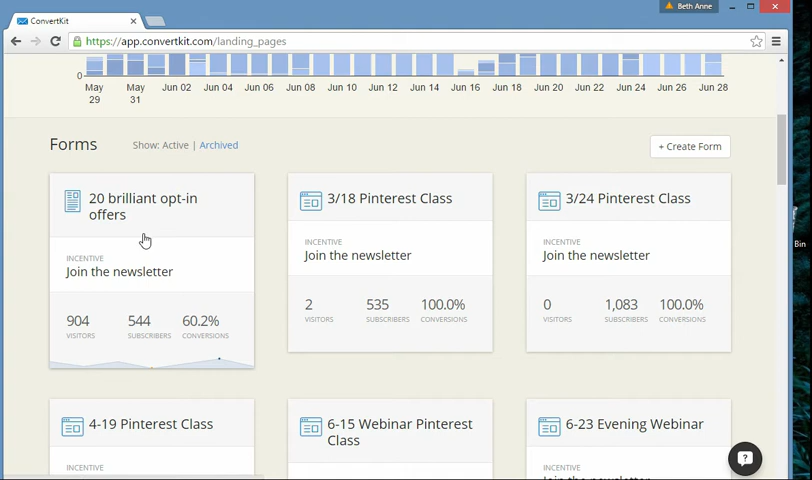 Beth Anne
ConvertKit
https://app.convertkit.com/landing_pages
0
May 29 May 31 Jun 02 Jun 04 Jun 06 Jun 08 Jun 10 Jun 12 Jun 14 Jun 16 Jun 18 Jun 20 Jun 22 Jun 24 Jun 26 Jun 28
Forms Show: Active | Archived + Create Form
20 brilliant opt-in
offers
INCENTIVE
Join the newsletter
904 544 60.2%
VISITORS SUBSCRIBERS CONVERSIONS
3/18 Pinterest Class
INCENTIVE
Join the newsletter
2 535 100.0%
VISITORS SUBSCRIBERS CONVERSIONS
3/24 Pinterest Class
INCENTIVE
Join the newsletter
0 1,083 100.0%
VISITORS SUBSCRIBERS CONVERSIONS
4-19 Pinterest Class
INCENTIVE
6-15 Webinar Pinterest
Class
6-23 Evening Webinar
INCENTIVE
?
Bin